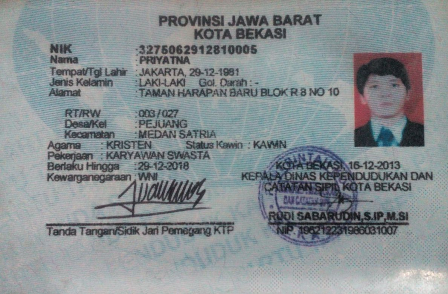 PROVINSI JAWA BARAT
KOTA BEKASI
NIK : 3275062912810005
Nama : PRIYATNA
Tempat/Tgl Lahir : JAKARTA, 29-12-1981
Jenis Kelamin : LAKI-LAKI Gol. Darah : -
Alamat : TAMAN HARAPAN BARU BLOK R 8 NO 10
RT/RW : 003 / 027
Desa/Kel : PEJUANG
Kecamatan : MEDAN SATRIA
Agama : KRISTEN Status Kawin : KAWIN
Pekerjaan : KARYAWAN SWASTA
Berlaku Hingga : 29-12-2018
Kewarganegaraan : WNI
KOTA BEKASI, 16-12-2013
KEPALA DINAS KEPENDUDUKAN DAN
CATATAN SIPIL KOTA BEKASI
RUDI SABARUDIN,S.IP,M.SI
NIP. 196212231986031007
Tanda Tangan/Sidik Jari Pemegang KTP